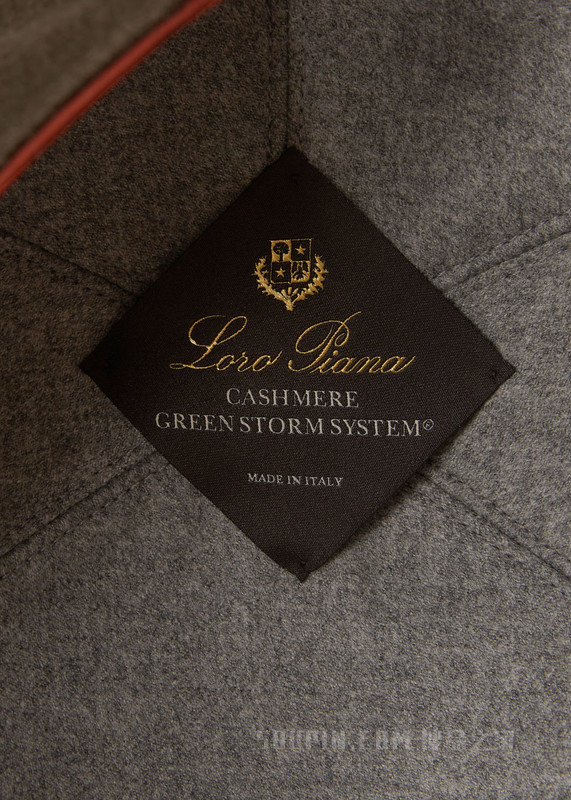 Loro Piana
CASHMERE
GREEN STORM SYSTEM®
MADE IN ITALY